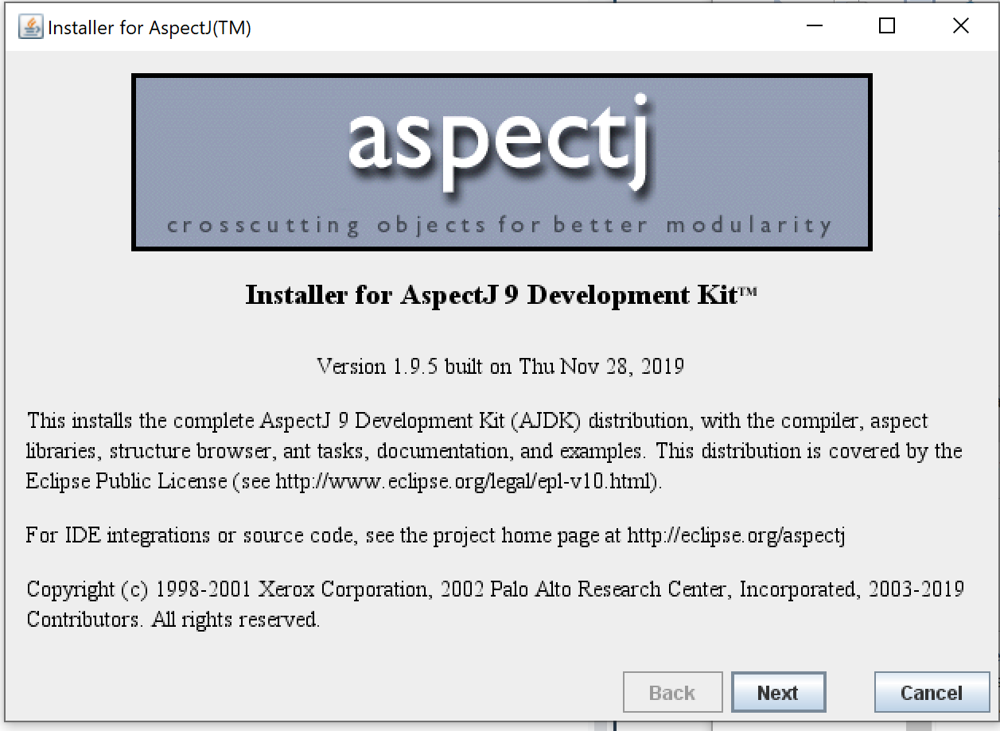 Installer for AspectJ(TM)
aspectj
crosscutting objects for better modularity
Installer for AspectJ 9 Development Kit™
Version 1.9.5 built on Thu Nov 28, 2019
This installs the complete AspectJ 9 Development Kit (AJDK) distribution, with the compiler, aspect
libraries, structure browser, ant tasks, documentation, and examples. This distribution is covered by the
Eclipse Public License (see http://www.eclipse.org/legal/epl-v10.html).
For IDE integrations or source code, see the project home page at http://eclipse.org/aspectj
Copyright (c) 1998-2001 Xerox Corporation, 2002 Palo Alto Research Center, Incorporated, 2003-2019
Contributors. All rights reserved.
Back Next Cancel